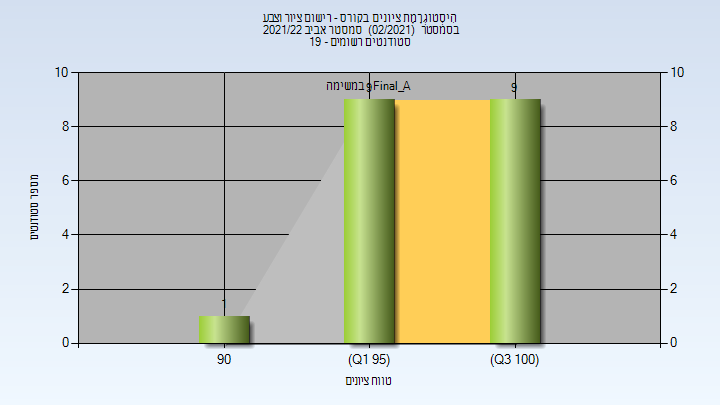 היסטוגרמת ציונים בקורס - רישום ציור וצבע
בסמסטר (02/2021) סמסטר אביב 2021/22
סטודנטים רשומים - 19
במשימה Final_A
10 10
9 9
8 8
6 6
4 4
2 2
1
0 0
מספר סטודנטים
90 (Q1 95) (Q3 100)
טווח ציונים